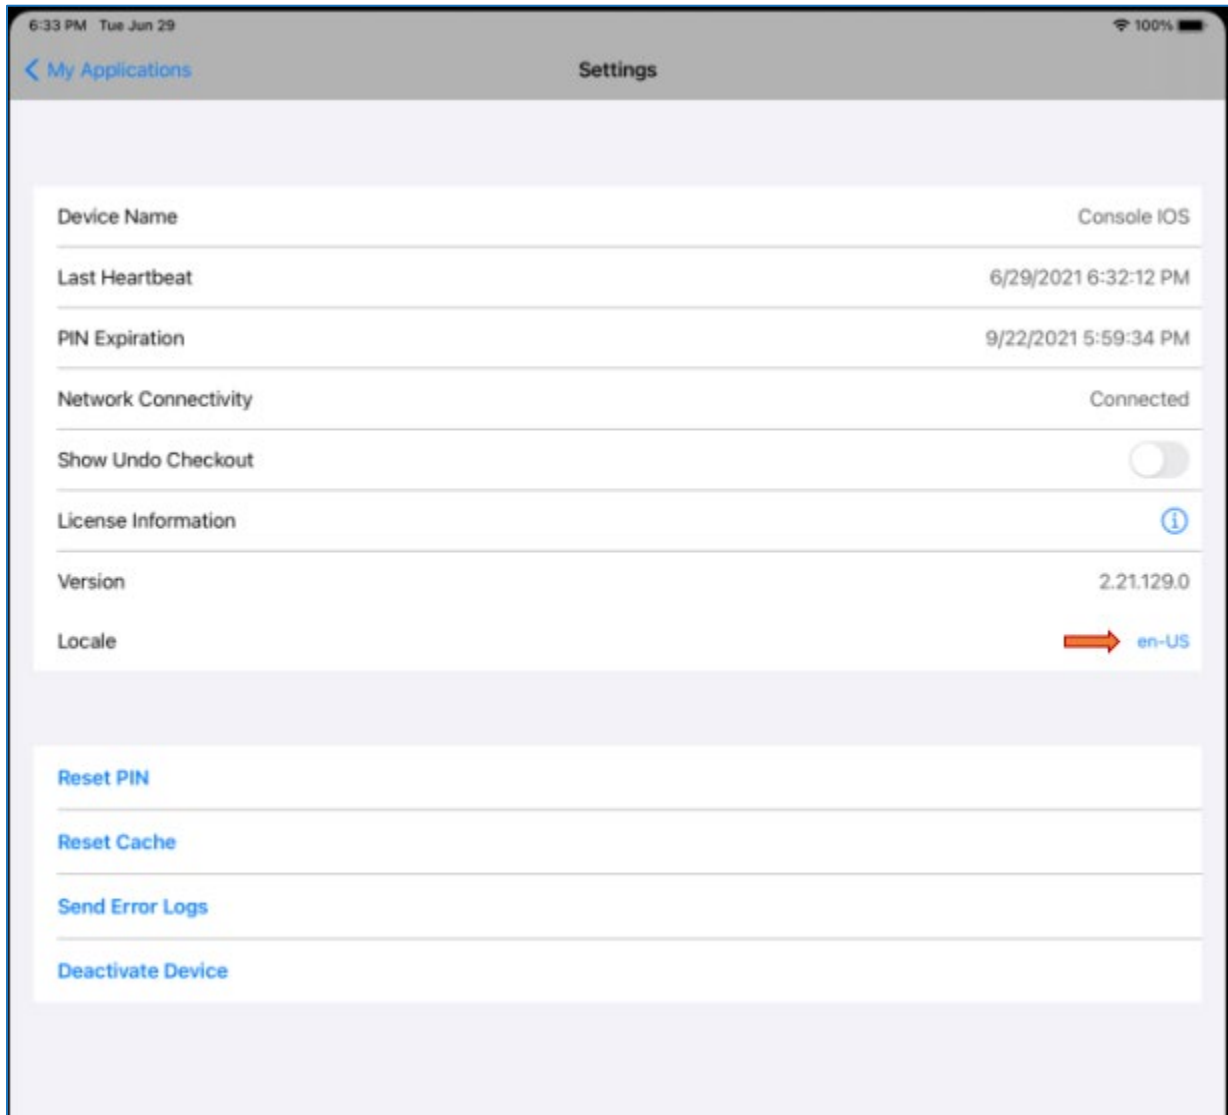 6:33 PM Tue Jun 29 100%
My Applications Settings
Device Name Console IOS
Last Heartbeat 6/29/2021 6:32:12 PM
PIN Expiration 9/22/2021 5:59:34 PM
Network Connectivity Connected
Show Undo Checkout
License Information
Version 2.21.129.0
Locale en-US
Reset PIN
Reset Cache
Send Error Logs
Deactivate Device